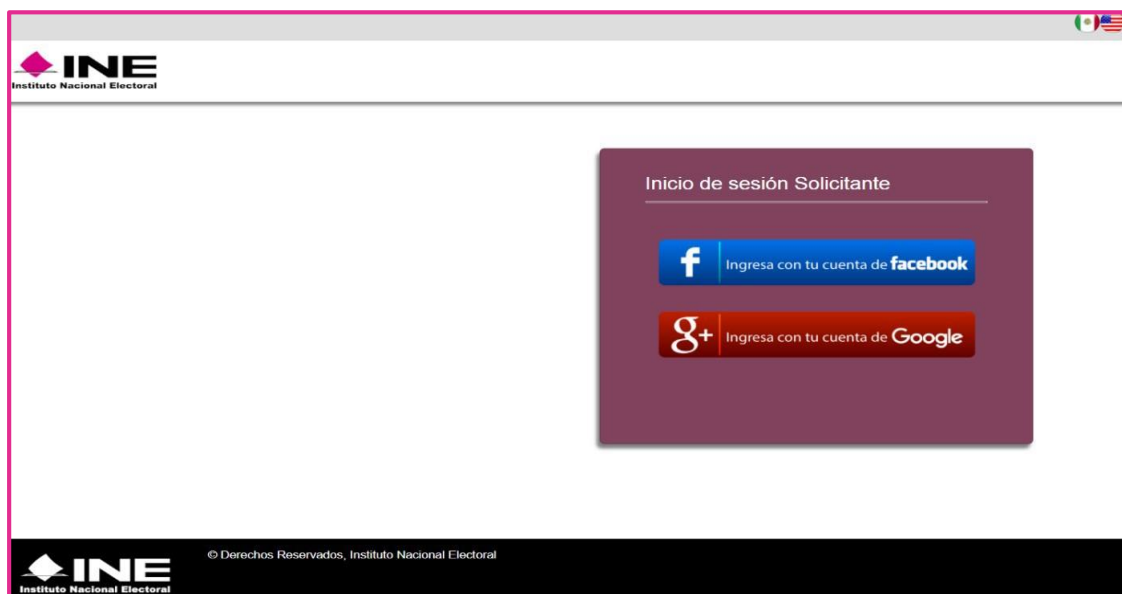 INE
Instituto Nacional Electoral
Inicio de sesión Solicitante
f Ingresa con tu cuenta de facebook
g+ Ingresa con tu cuenta de Google
© Derechos Reservados, Instituto Nacional Electoral
INE
Instituto Nacional Electoral